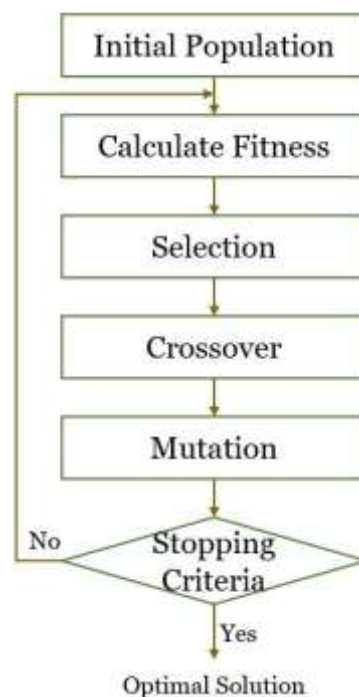 Initial Population
Calculate Fitness
Selection
Crossover
Mutation
Stopping
Criteria
No
Yes
Optimal Solution